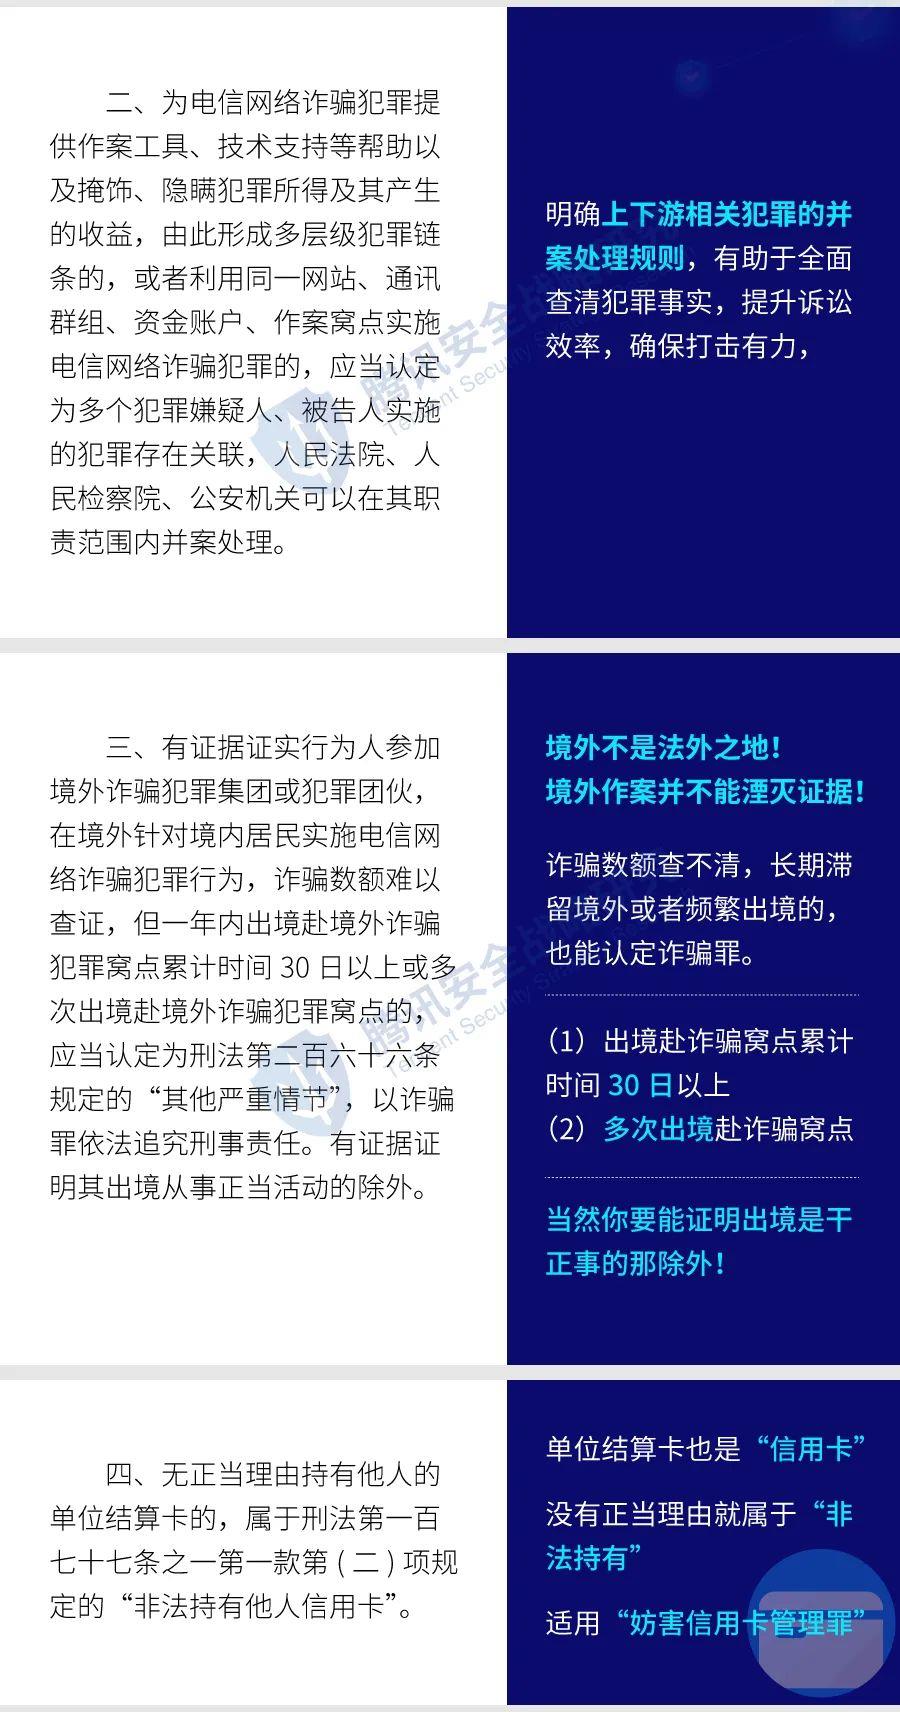 二、为电信网络诈骗犯罪提
供作案工具、技术支持等帮助以
及掩饰、隐瞒犯罪所得及其产生
的收益，由此形成多层级犯罪链
条的，或者利用同一网站、通讯
群组、资金账户、作案窝点实施
电信网络诈骗犯罪的，应当认定
为多个犯罪嫌疑人、被告人实施
的犯罪存在关联，人民法院、人
民检察院、公安机关可以在其职
责范围内并案处理。
明确上下游相关犯罪的并
案处理规则，有助于全面
查清犯罪事实，提升诉讼
效率，确保打击有力，
腾讯安全战
Tencent Security Strate
三、有证据证实行为人参加
境外诈骗犯罪集团或犯罪团伙，
在境外针对境内居民实施电信网
络诈骗犯罪行为，诈骗数额难以
查证，但一年内出境赴境外诈骗
犯罪窝点累计时间 30 日以上或多
次出境赴境外诈骗犯罪窝点的，
应当认定为刑法第二百六十六条
规定的“其他严重情节”，以诈骗
罪依法追究刑事责任。有证据证
明其出境从事正当活动的除外。
境外不是法外之地！
境外作案并不能湮灭证据！
诈骗数额查不清，长期滞
留境外或者频繁出境的，
也能认定诈骗罪。
（1）出境赴诈骗窝点累计
时间 30 日以上
（2）多次出境赴诈骗窝点
当然你要能证明出境是干
正事的那除外！
腾讯安全战
Tencent Security Strate
四、无正当理由持有他人的
单位结算卡的，属于刑法第一百
七十七条之一第一款第 ( 二 ) 项规
定的“非法持有他人信用卡”。
单位结算卡也是“信用卡”
没有正当理由就属于“非
法持有”
适用“妨害信用卡管理罪”